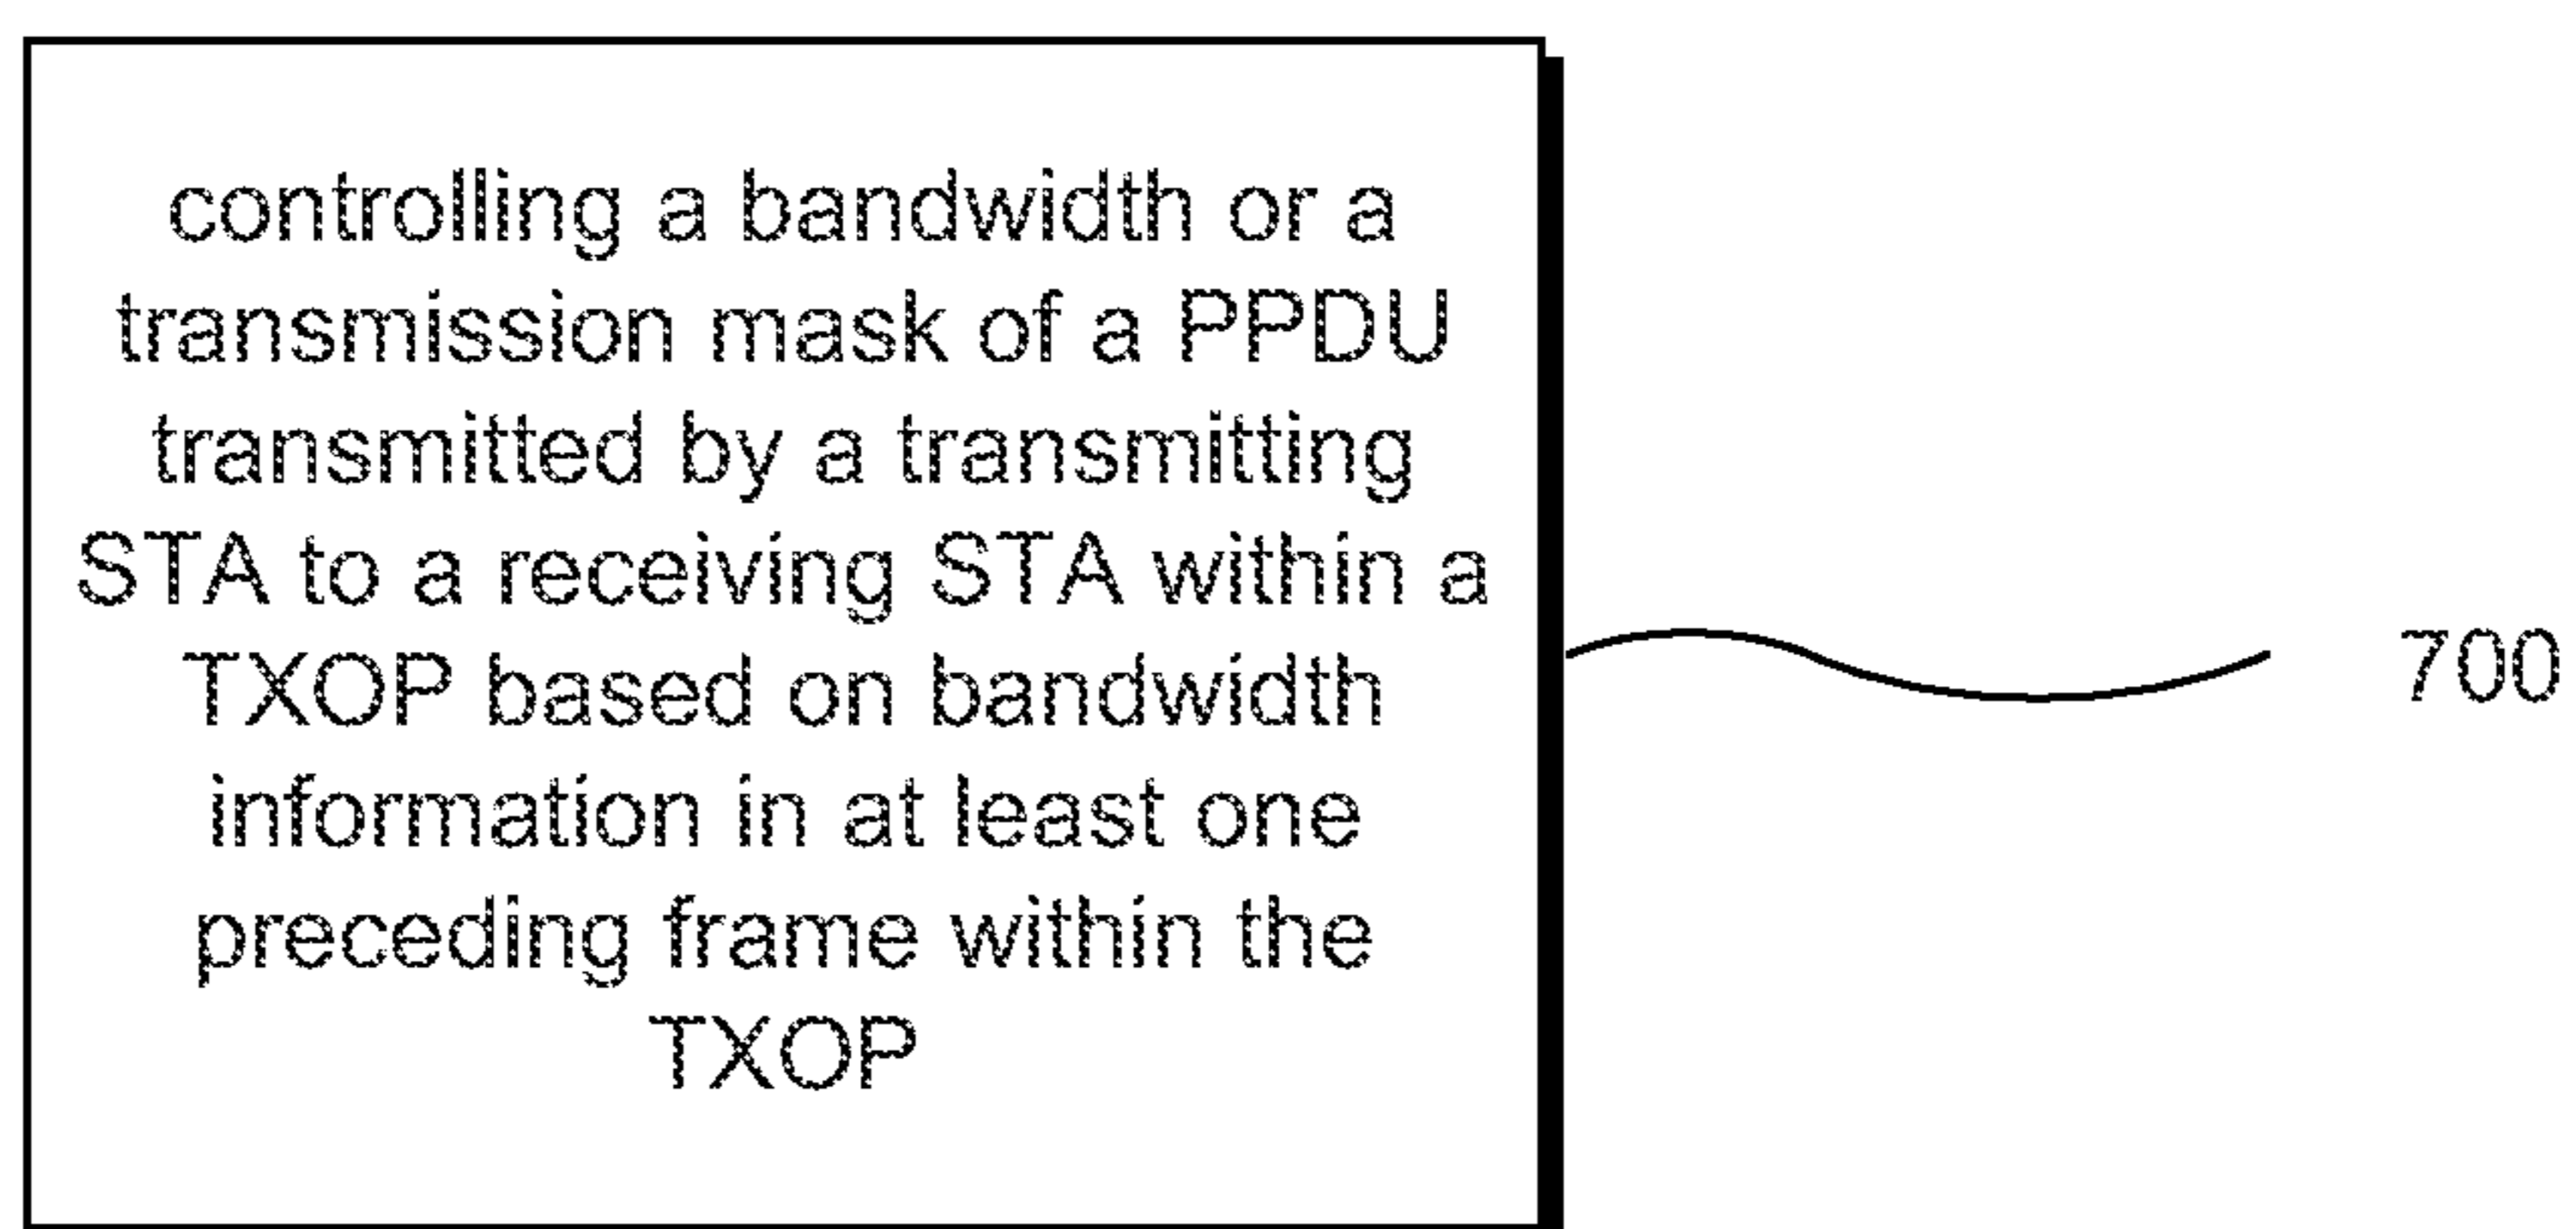 controlling a bandwidth or a
transmission mask of a PPDU
transmitted by a transmitting
STA to a receiving STA within a
TXOP based on bandwidth
information in at least one
preceding frame within the
TXOP
700